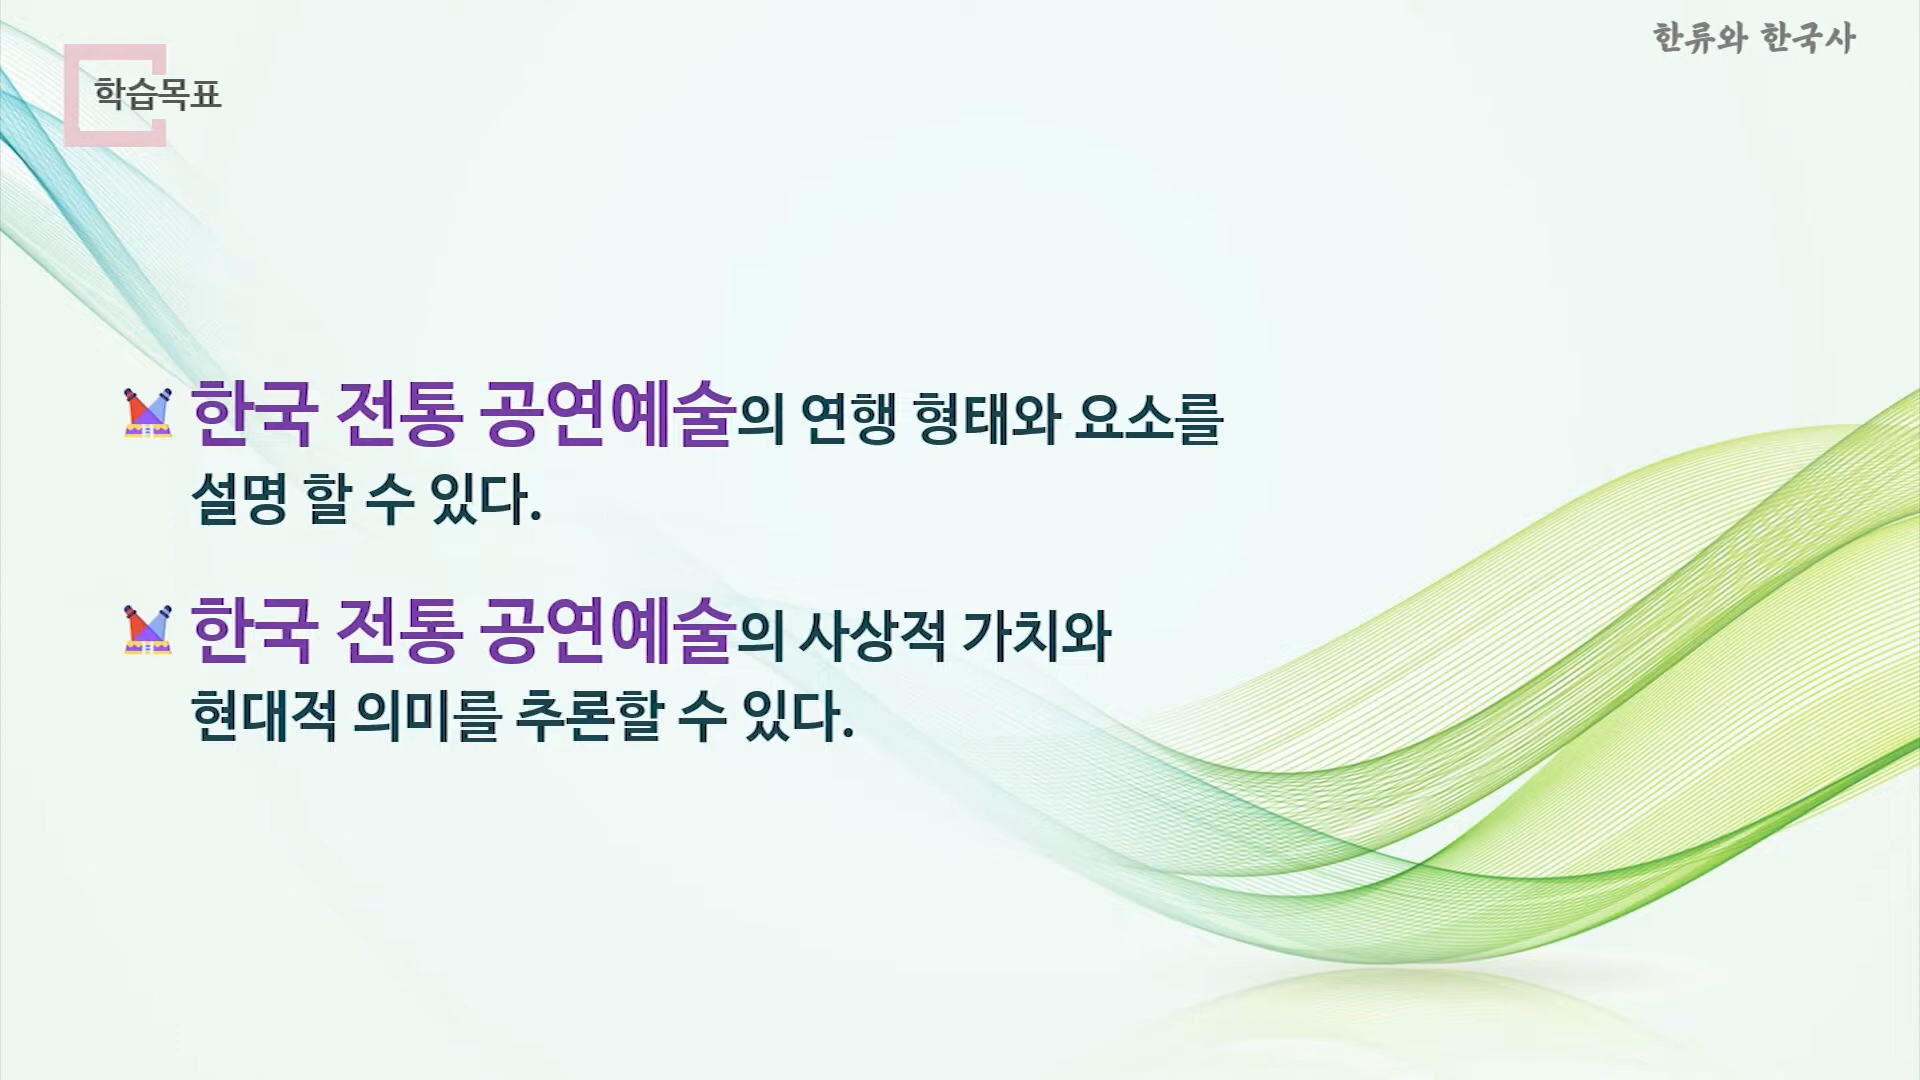 한류와 한국사
학습목표
한국 전통 공연예술의 연행 형태와 요소를
설명 할 수 있다.
한국 전통 공연예술의 사상적 가치와
현대적 의미를 추론할 수 있다.